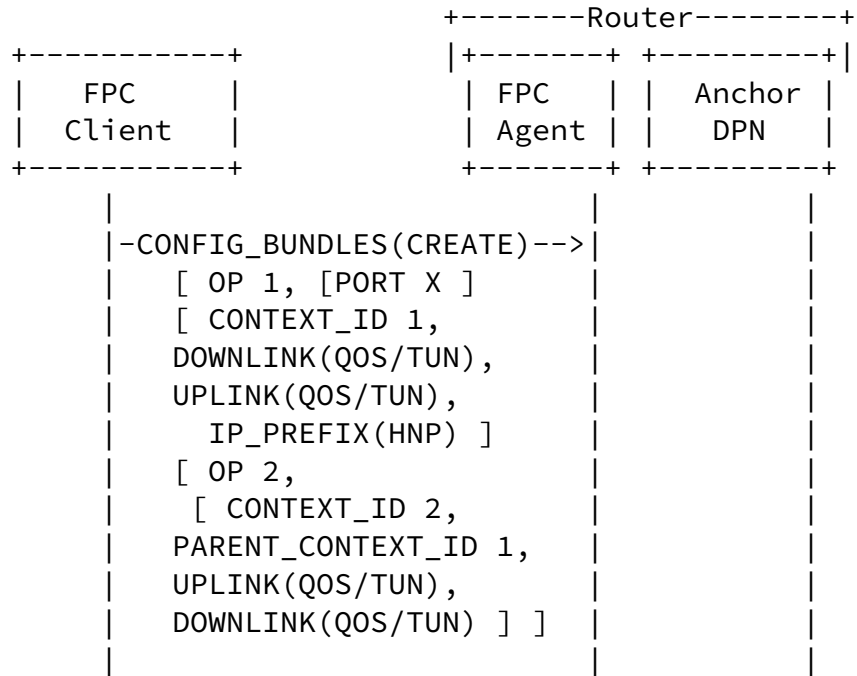 +-------Router--------+
+-----------+           |+-------+ +---------+|
|   FPC     |            | FPC   | |  Anchor |
|  Client   |            | Agent | |   DPN   |
+-----------+            +-------+ +---------+
     |                          |           |
     |-CONFIG_BUNDLES(CREATE)-->|           |
     |   [ OP 1, [PORT X ]      |           |
     |   [ CONTEXT_ID 1,        |           |
     |   DOWNLINK(QOS/TUN),     |           |
     |   UPLINK(QOS/TUN),       |           |
     |     IP_PREFIX(HNP) ]     |           |
     |   [ OP 2,                |           |
     |    [ CONTEXT_ID 2,       |           |
     |   PARENT_CONTEXT_ID 1,   |           |
     |   UPLINK(QOS/TUN),       |           |
     |   DOWNLINK(QOS/TUN) ] ]  |           |
     |                          |           |